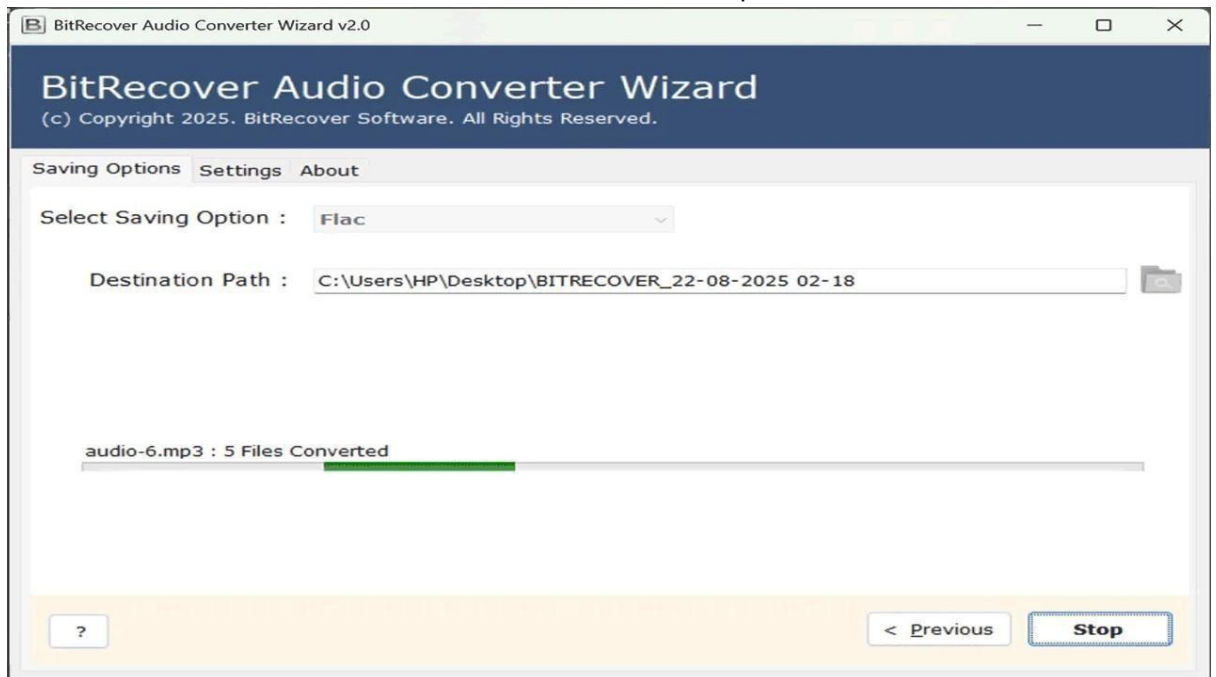 BitRecover Audio Converter Wizard v2.0
BitRecover Audio Converter Wizard
(c) Copyright 2025. BitRecover Software. All Rights Reserved.
Saving Options Settings About
Select Saving Option : Flac
Destination Path : C:\Users\HP\Desktop\BITRECOVER_22-08-2025 02-18
audio-6.mp3 : 5 Files Converted
? < Previous Stop